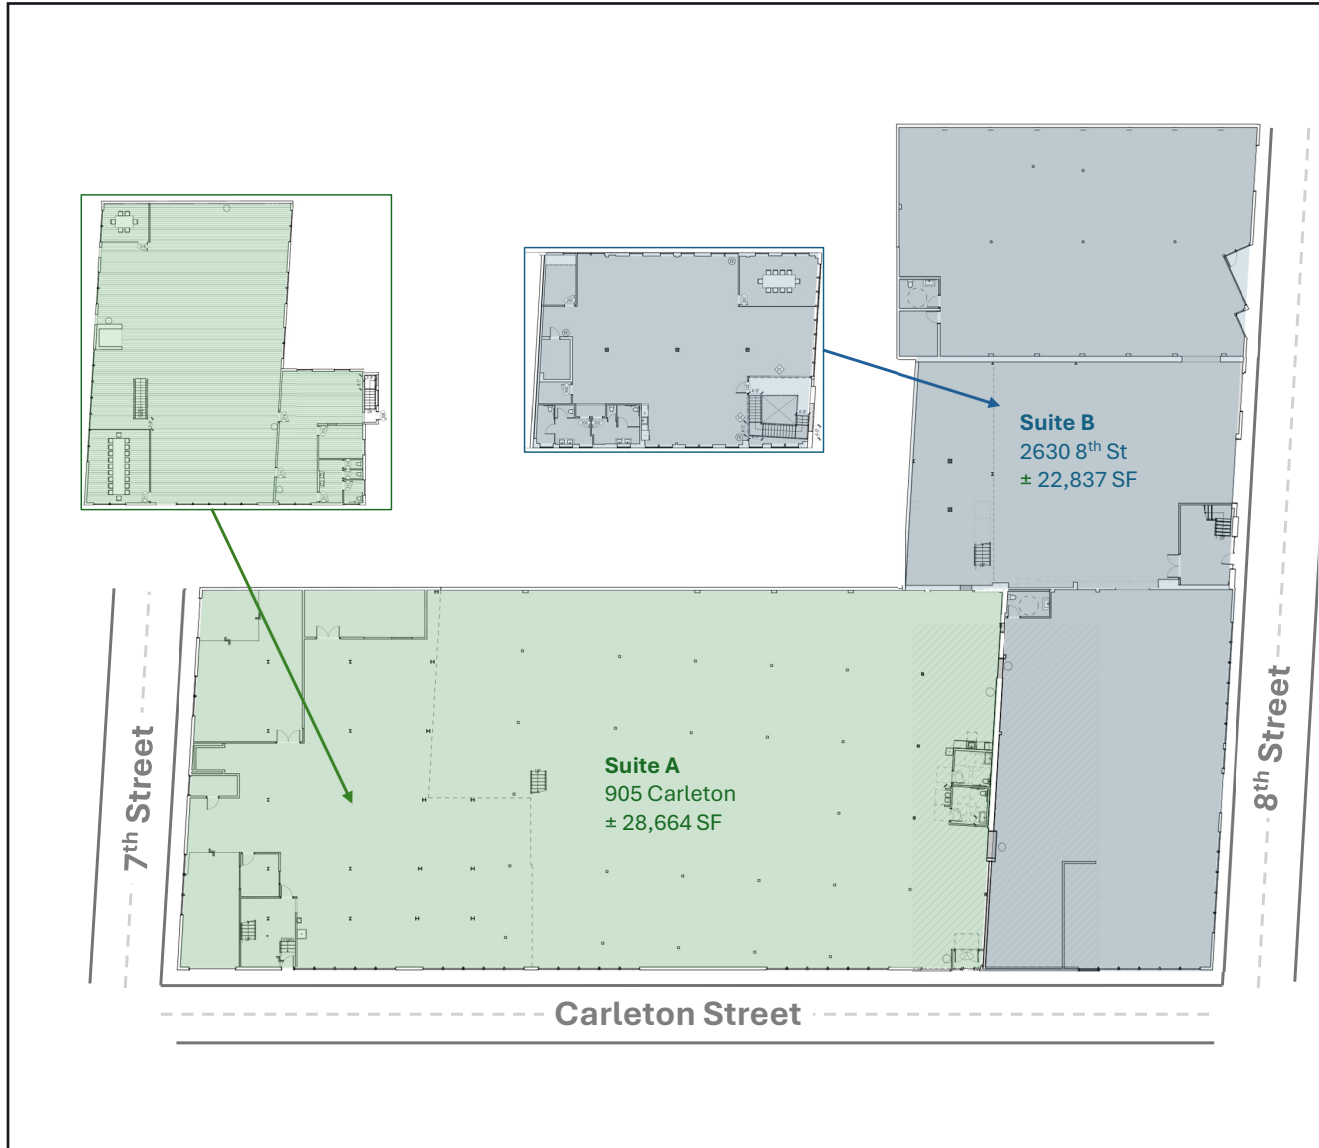 Suite B
2630 8th St
± 22,837 SF
Suite A
905 Carleton
± 28,664 SF
7th Street
8th Street
Carleton Street